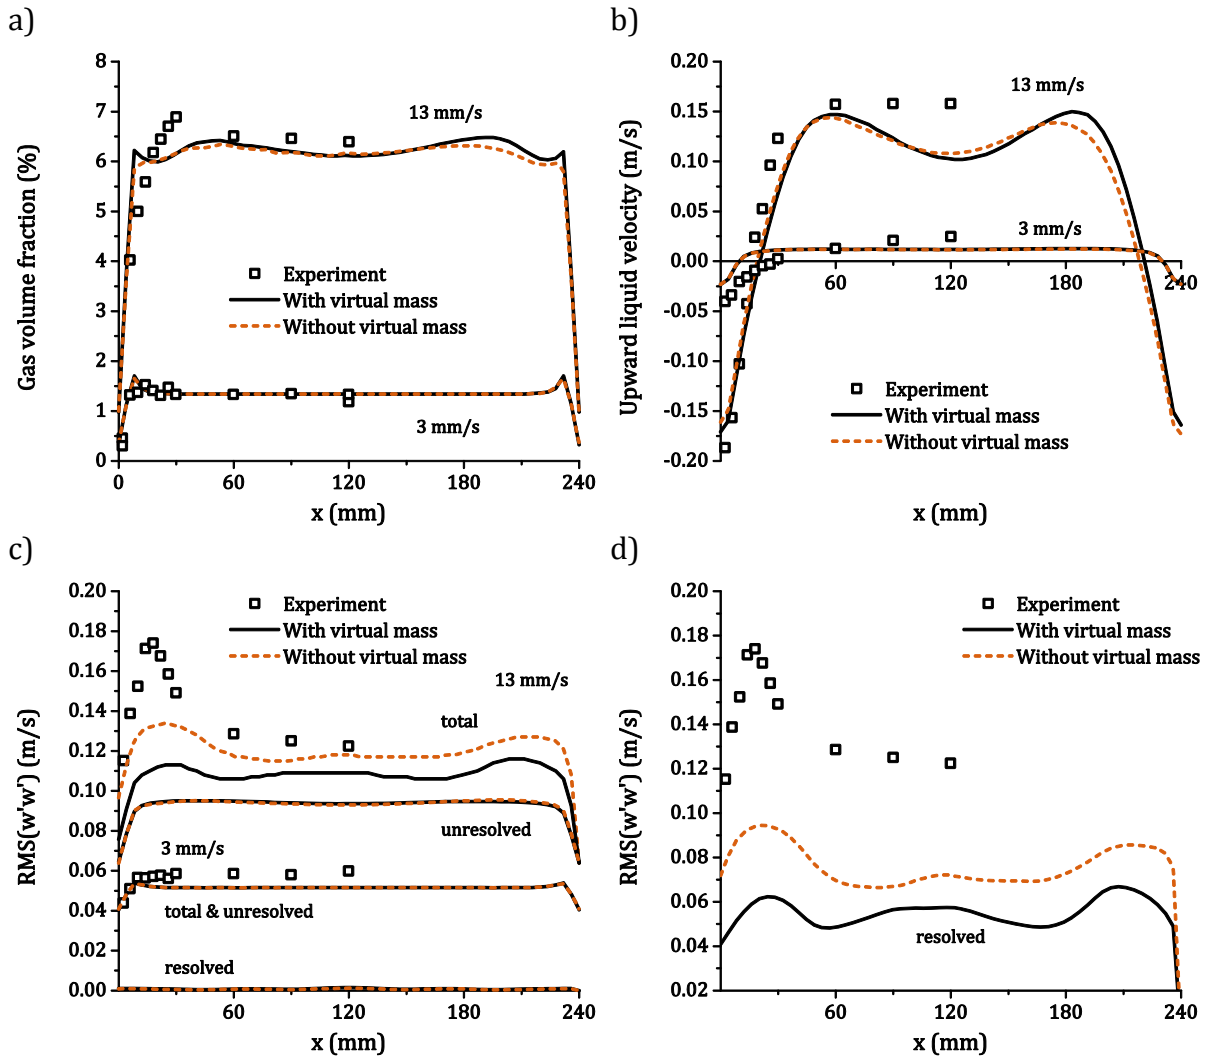 a)
8
7
6
5
4
3
2
1
0
Gas volume fraction (%)
13 mm/s
Experiment
With virtual mass
Without virtual mass
3 mm/s
0
60
120
180
240
x (mm)
b)
0.20
0.15
0.10
0.05
0.00
-0.05
-0.10
-0.15
-0.20
Upward liquid velocity (m/s)
13 mm/s
3 mm/s
60
120
180
240
Experiment
With virtual mass
Without virtual mass
x (mm)
c)
0.20
0.18
0.16
0.14
0.12
0.10
0.08
0.06
0.04
0.02
0.00
RMS(w'w') (m/s)
Experiment
With virtual mass
Without virtual mass
13 mm/s
total
unresolved
3 mm/s
total & unresolved
resolved
60
120
180
240
x (mm)
d)
0.20
0.18
0.16
0.14
0.12
0.10
0.08
0.06
0.04
0.02
RMS(w'w') (m/s)
Experiment
With virtual mass
Without virtual mass
resolved
60
120
180
240
x (mm)